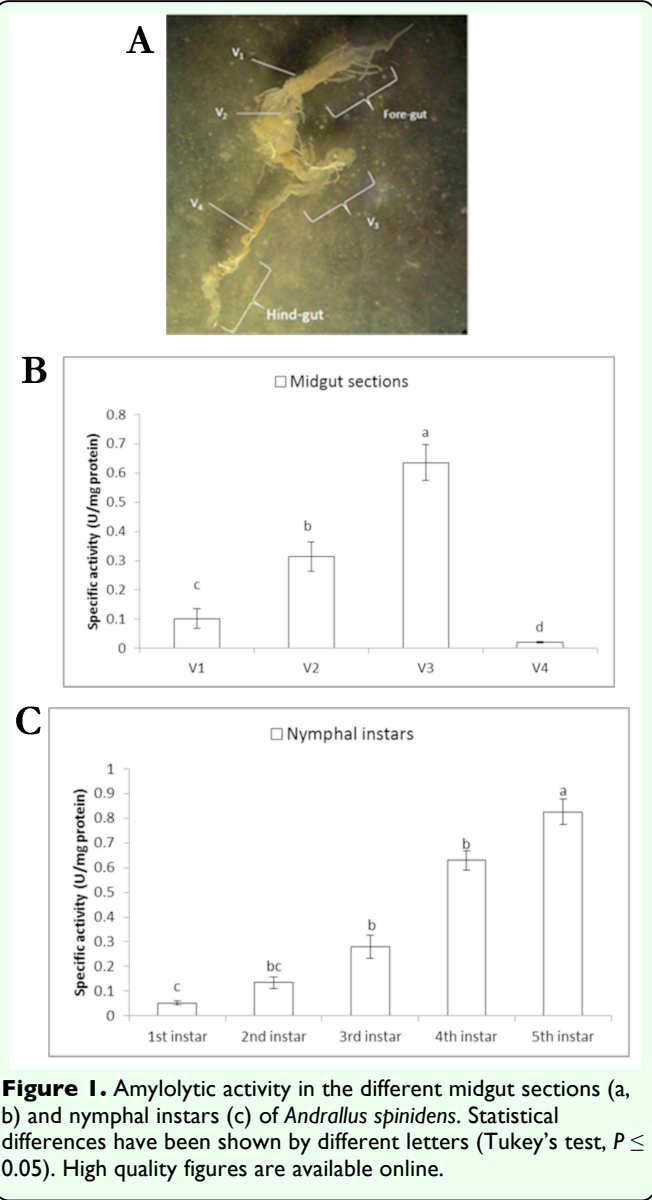 A
V1
V2
Fore-gut
V4
V3
Hind-gut
B
Midgut sections
Specific activity (U/mg protein)
0.8
0.7
0.6
0.5
0.4
0.3
0.2
0.1
0
c
b
a
d
V1 V2 V3 V4
C
Nymphal instars
Specific activity (U/mg protein)
1
0.9
0.8
0.7
0.6
0.5
0.4
0.3
0.2
0.1
0
c
bc
b
b
a
1st instar 2nd instar 3rd instar 4th instar 5th instar
Figure 1. Amylolytic activity in the different midgut sections (a,
b) and nymphal instars (c) of Andrallus spinidens. Statistical
differences have been shown by different letters (Tukey's test, P ≤
0.05). High quality figures are available online.